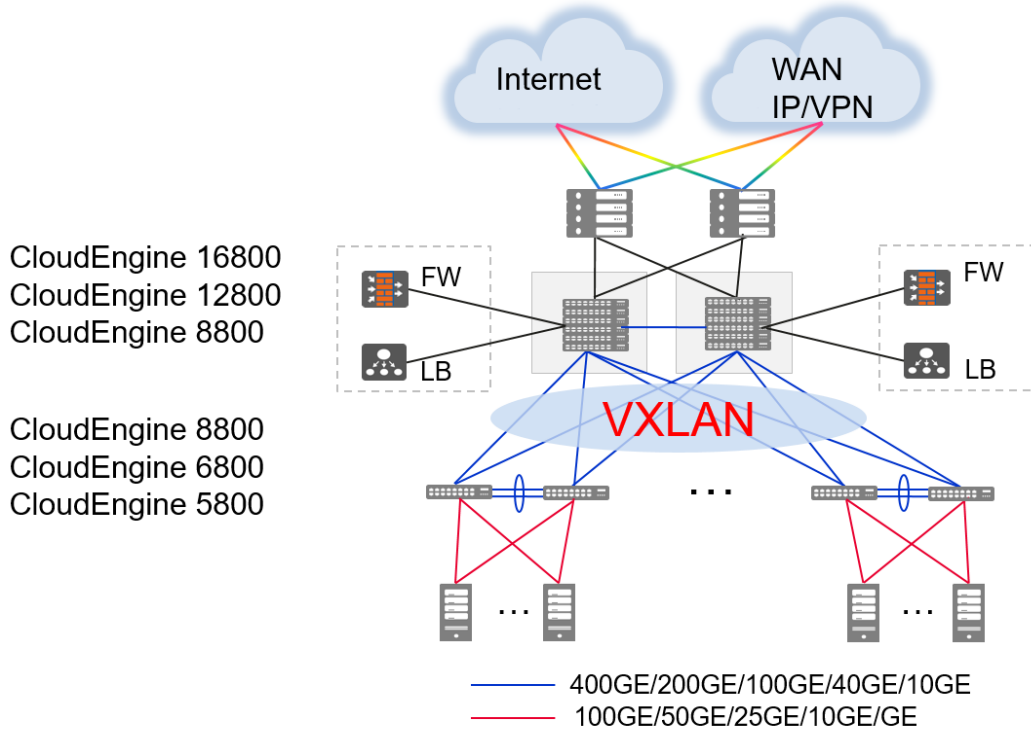 Internet
WAN
IP/VPN
CloudEngine 16800
CloudEngine 12800
CloudEngine 8800
FW
LB
FW
LB
VXLAN
CloudEngine 8800
CloudEngine 6800
CloudEngine 5800
...
... ...
400GE/200GE/100GE/40GE/10GE
100GE/50GE/25GE/10GE/GE